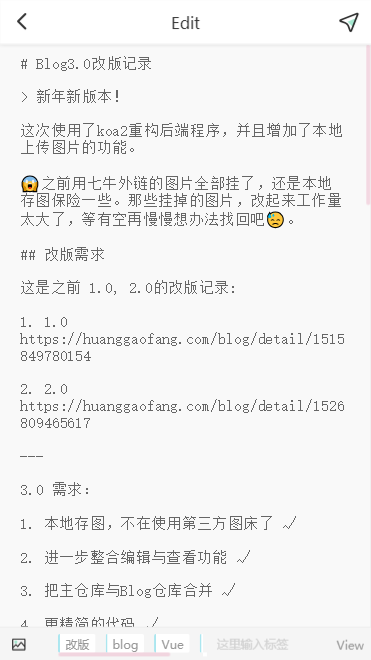 Edit
# Blog3.0改版记录
> 新年新版本!
这次使用了koa2重构后端程序，并且增加了本地
上传图片的功能。
😱之前用七牛外链的图片全部挂了，还是本地
存图保险一些。那些挂掉的图片，改起来工作量
太大了，等有空再慢慢想办法找回吧😓。
## 改版需求
这是之前 1.0, 2.0的改版记录:
1. 1.0
https://huanggaofang.com/blog/detail/1515
849780154
2. 2.0
https://huanggaofang.com/blog/detail/1526
809465617
---
3.0 需求:
1. 本地存图，不在使用第三方图床了 ✓
2. 进一步整合编辑与查看功能 ✓
3. 把主仓库与Blog仓库合并 ✓
4. 更精简的代码 ✓
改版 blog Vue 这里输入标签 View